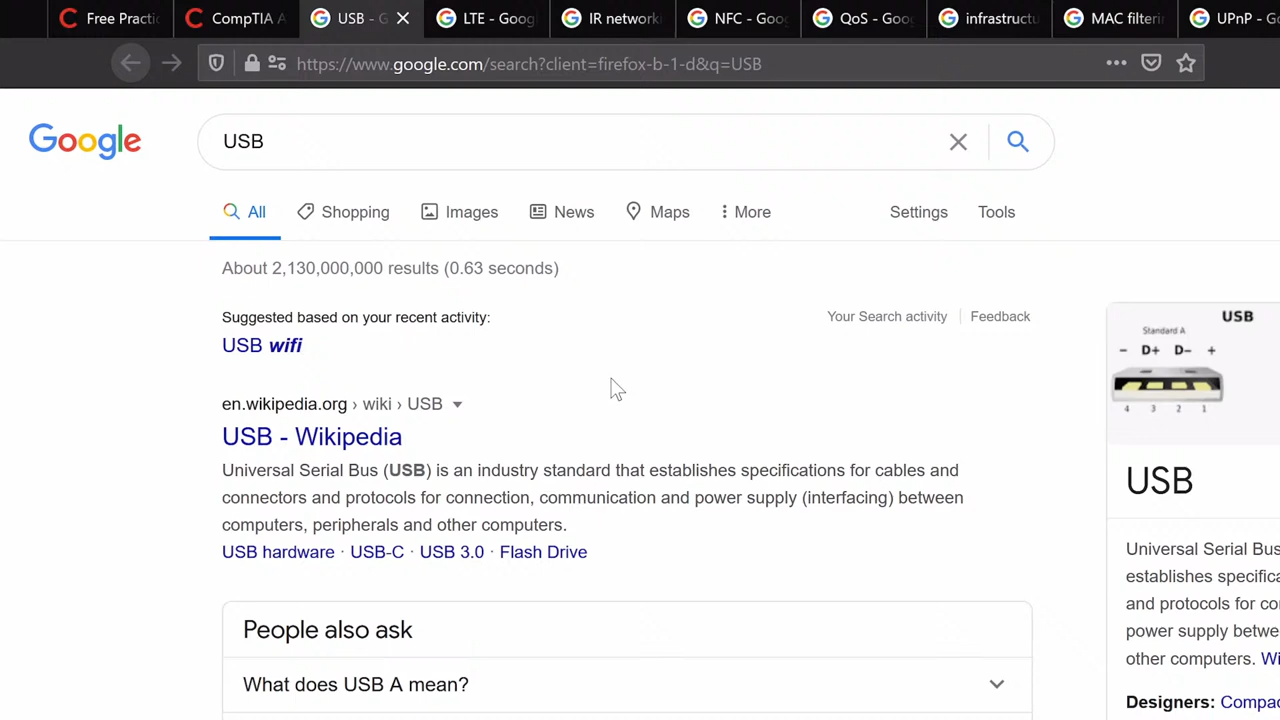 Free Practi
CompTIA A
USB - G
LTE - Goog
IR network
NFC - Goo
QoS - Goo
infrastructu
MAC filteri
UPnP - G
https://www.google.com/search?client=firefox-b-1-d&q=USB
Google
USB
All
Shopping
Images
News
Maps
More
Settings
Tools
About 2,130,000,000 results (0.63 seconds)
Suggested based on your recent activity:
Your Search activity
Feedback
USB wifi
en.wikipedia.org › wiki › USB
USB - Wikipedia
Universal Serial Bus (USB) is an industry standard that establishes specifications for cables and
connectors and protocols for connection, communication and power supply (interfacing) between
computers, peripherals and other computers.
USB hardware · USB-C · USB 3.0 · Flash Drive
People also ask
What does USB A mean?
USB
Standard A
− D+ D− +
4 3 2 1
USB
Universal Serial Bus
establishes specifica
and protocols for co
power supply betwe
other computers. Wi
Designers: Compac